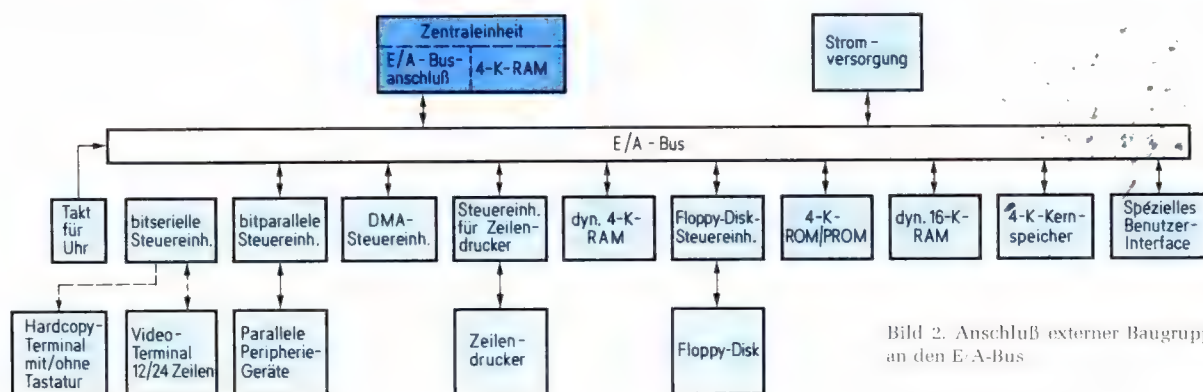 Zentraleinheit
E/A-Bus-
anschluß
4-K-RAM
Strom-
versorgung
E/A-Bus
Takt
für
Uhr
bitserielle
Steuereinh.
bitparallele
Steuereinh.
DMA-
Steuereinh.
Steuereinh.
für Zeilen-
drucker
dyn. 4-K-
RAM
Floppy-Disk-
Steuereinh.
4-K-
ROM/PROM
dyn. 16-K-
RAM
4-K-Kern-
speicher
Spezielles
Benutzer-
Interface
Hardcopy-
Terminal
mit/ohne
Tastatur
Video-
Terminal
12/24 Zeilen
Parallele
Peripherie-
Geräte
Zeilen-
drucker
Floppy-Disk
Bild 2. Anschluß externer Baugrupp
an den E/A-Bus